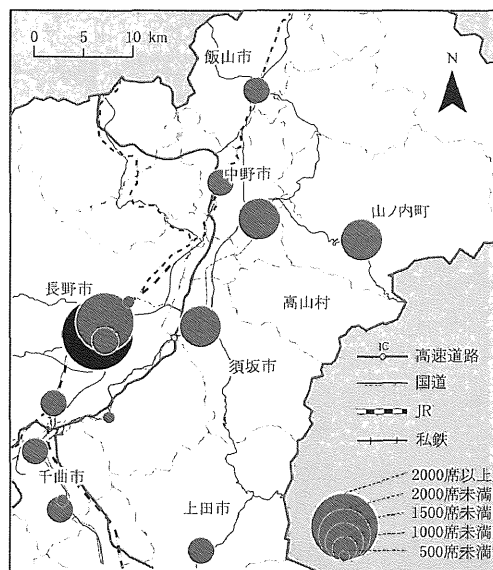 0 10 km
N
飯山市
中野市
山ノ内町
長野市
高山村
須坂市
千曲市
上田市
IC
高速道路
国道
JR
私鉄
2000席以上
2000席未満
1500席未満
1000席未満
500席未満